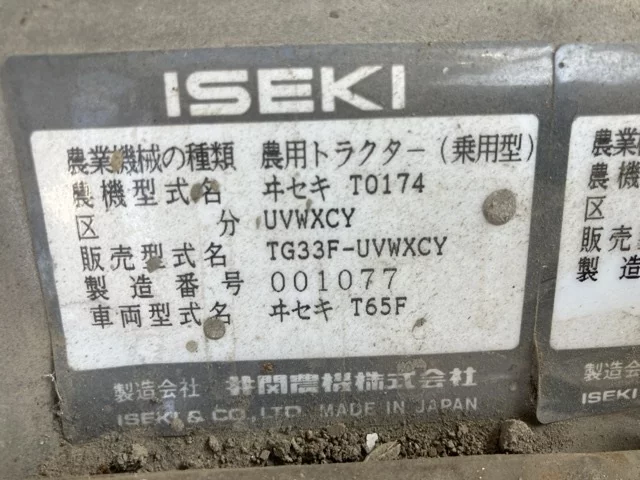 ISEKI
農業機械の種類 農用トラクター(乗用型)
農機型式名 ヰセキ T0174
区分 UVWXCY
販売型式名 TG33F-UVWXCY
製造番号 001077
車両型式名 ヰセキ T65F
製造会社 井関農機株式会社
ISEKI & CO., LTD. MADE IN JAPAN
農業
農機
区
販売
製造
製造会
ISEKI